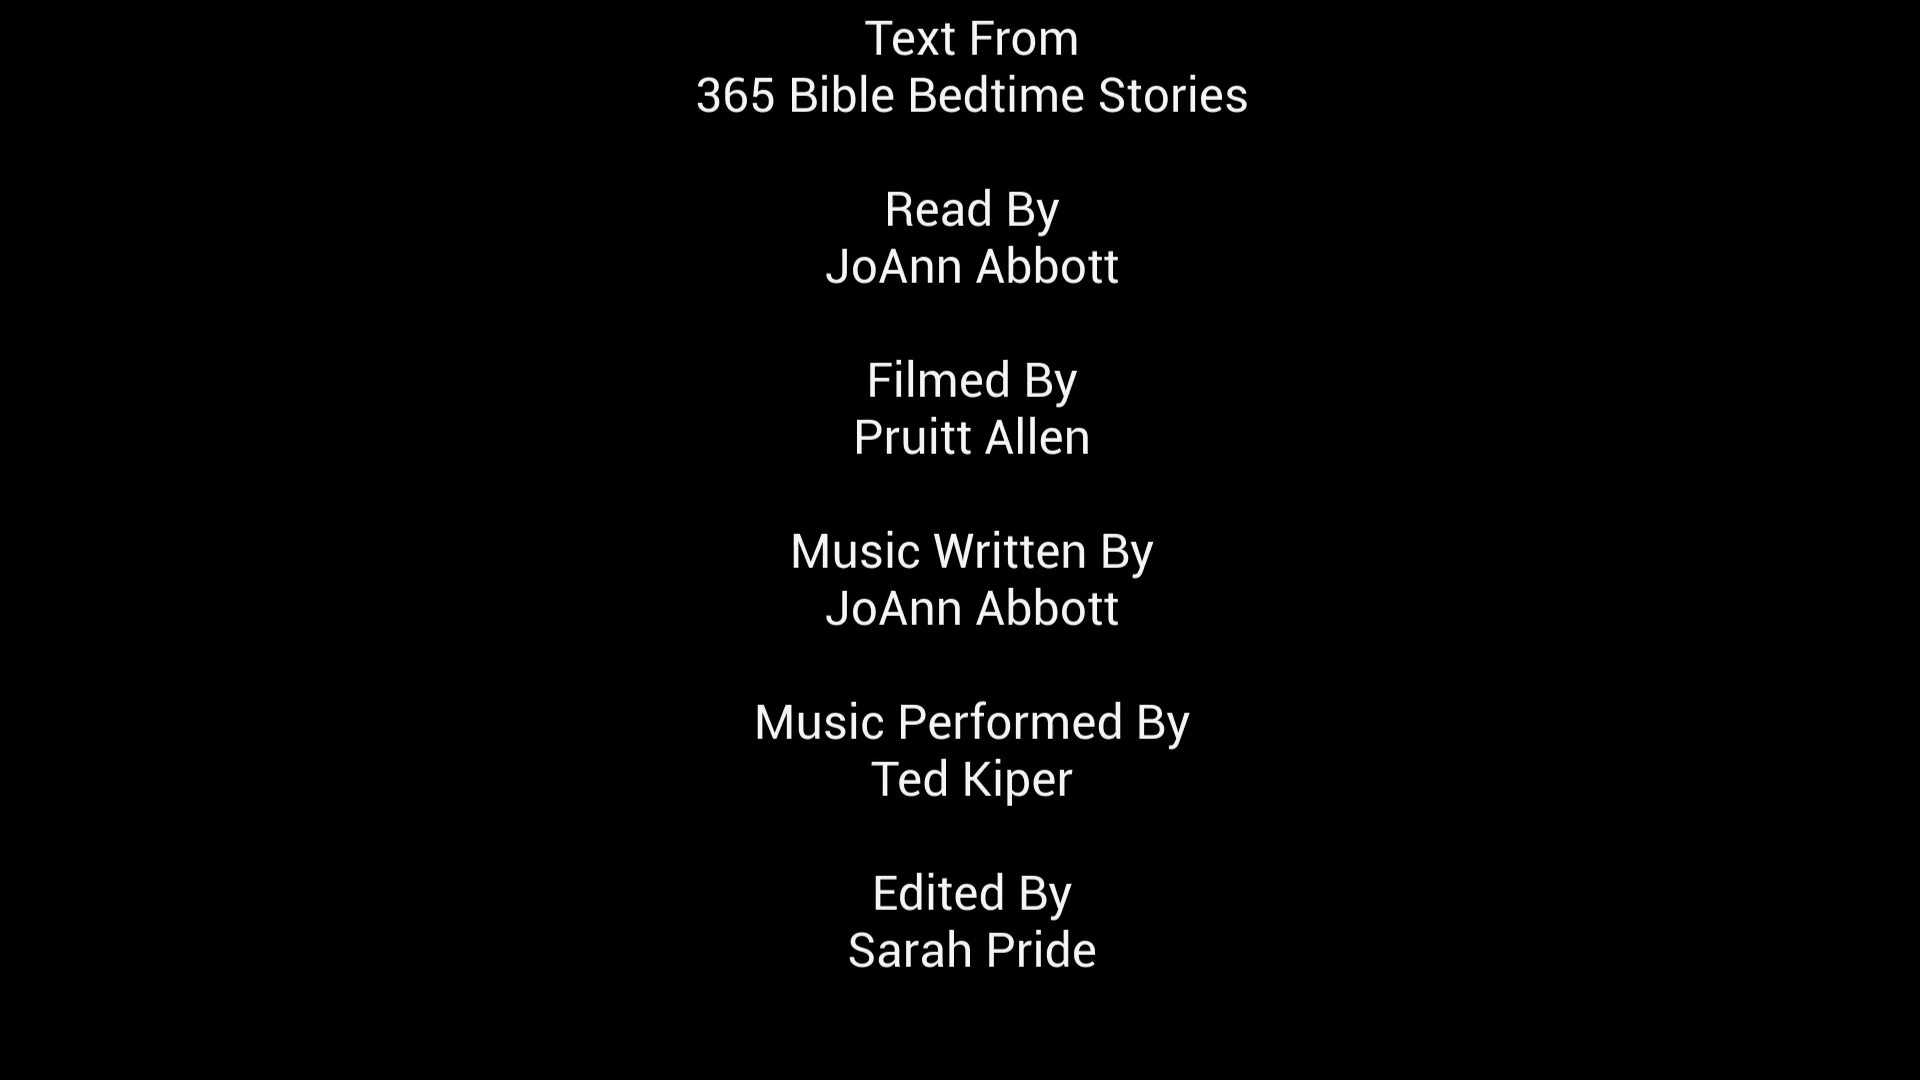 Text From
365 Bible Bedtime Stories
Read By
JoAnn Abbott
Filmed By
Pruitt Allen
Music Written By
JoAnn Abbott
Music Performed By
Ted Kiper
Edited By
Sarah Pride